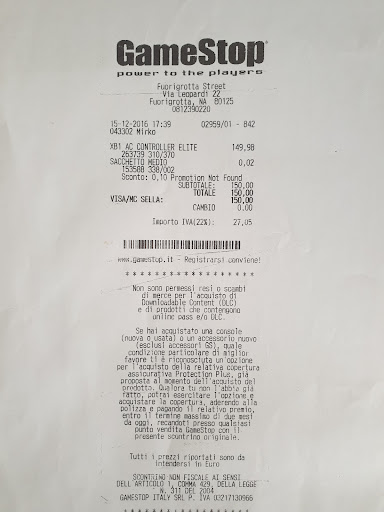 GameStop
power to the players
Fuorigrotta Street
Via Leopardi 22
Fuorigrotta, NA 80125
0812390220
15-12-2016 17:39 02959/01 - 842
043302 Mirko
XB1 AC CONTROLLER ELITE 149,98
263739 310/370
SACCHETTO MEDIO 0,02
153588 338/002
Sconto: 0,10 Promotion Not Found
SUBTOTALE: 150,00
TOTALE 150,00
VISA/MC SELLA: 150,00
CAMBIO 0.00
Importo IVA(22%): 27,05
www.gamestop.it - Registrarsi conviene!
* * * * * * * * * * * * * * * * * *
Non sono permessi resi o scambi
di merce per l'acquisto di
Downloadable Content (DLC)
e di prodotti che contengono
online pass e/o DLC.
Se hai acquistato una console
(nuova o usata) o un accessorio nuovo
(esclusi accessori GS), quale
condizione particolare di miglior
favore ti è riconosciuta un'opzione
per l'acquisto della relativa copertura
assicurativa Protection Plus, già
proposta al momento dell'acquisto del
prodotto. Qualora tu non l'abbia già
fatto, potrai esercitare l'opzione e
acquistare la copertura, aderendo alla
polizza e pagando il relativo premio,
entro il termine massimo di due mesi
da oggi, recandoti presso qualsiasi
punto vendita GameStop con il
presente scontrino originale.
Tutti i prezzi riportati sono da
intendersi in Euro
SCONTRINO NON FISCALE AI SENSI
DELL ARTICOLO 1, COMMA 429, DELLA LEGGE
N. 311 DEL 2004
GAMESTOP ITALY SRL P. IVA 01217130966